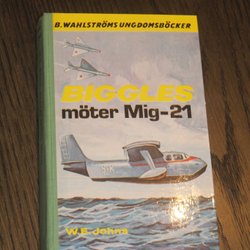 B. WAHLSTRÖMS UNGDOMSBÖCKER
BIGGLES
möter Mig-21
W.E. Johns